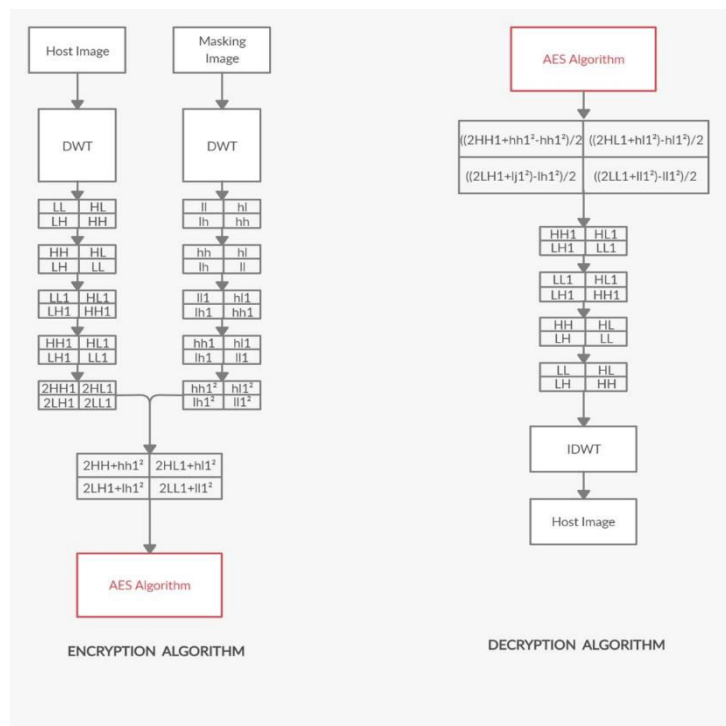 Host Image
Masking
Image
DWT
DWT
LL HL
LH HH
ll hl
lh hh
HH HL
LH LL
hh hl
lh ll
LL1 HL1
LH1 HH1
ll1 hl1
lh1 hh1
HH1 HL1
LH1 LL1
hh1 hl1
lh1 ll1
2HH1 2HL1
2LH1 2LL1
hh1² hl1²
lh1² ll1²
2HH+hh1² 2HL1+hl1²
2LH1+lh1² 2LL1+ll1²
AES Algorithm
ENCRYPTION ALGORITHM
AES Algorithm
((2HH1+hh1²-hh1²)/2 ((2HL1+hl1²)-hl1²)/2
((2LH1+lj1²)-lh1²)/2 ((2LL1+ll1²)-ll1²)/2
HH1 HL1
LH1 LL1
LL1 HL1
LH1 HH1
HH HL
LH LL
LL HL
LH HH
IDWT
Host Image
DECRYPTION ALGORITHM